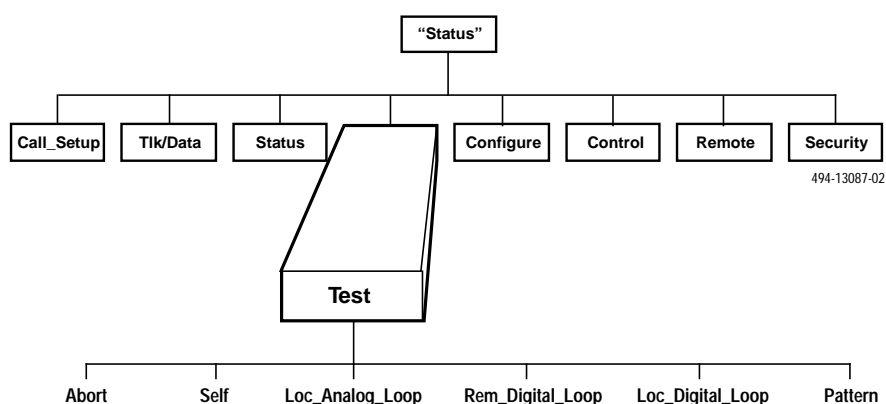 “Status”
Call_Setup Tlk/Data Status Configure Control Remote Security
494-13087-02
Test
Abort Self Loc_Analog_Loop Rem_Digital_Loop Loc_Digital_Loop Pattern